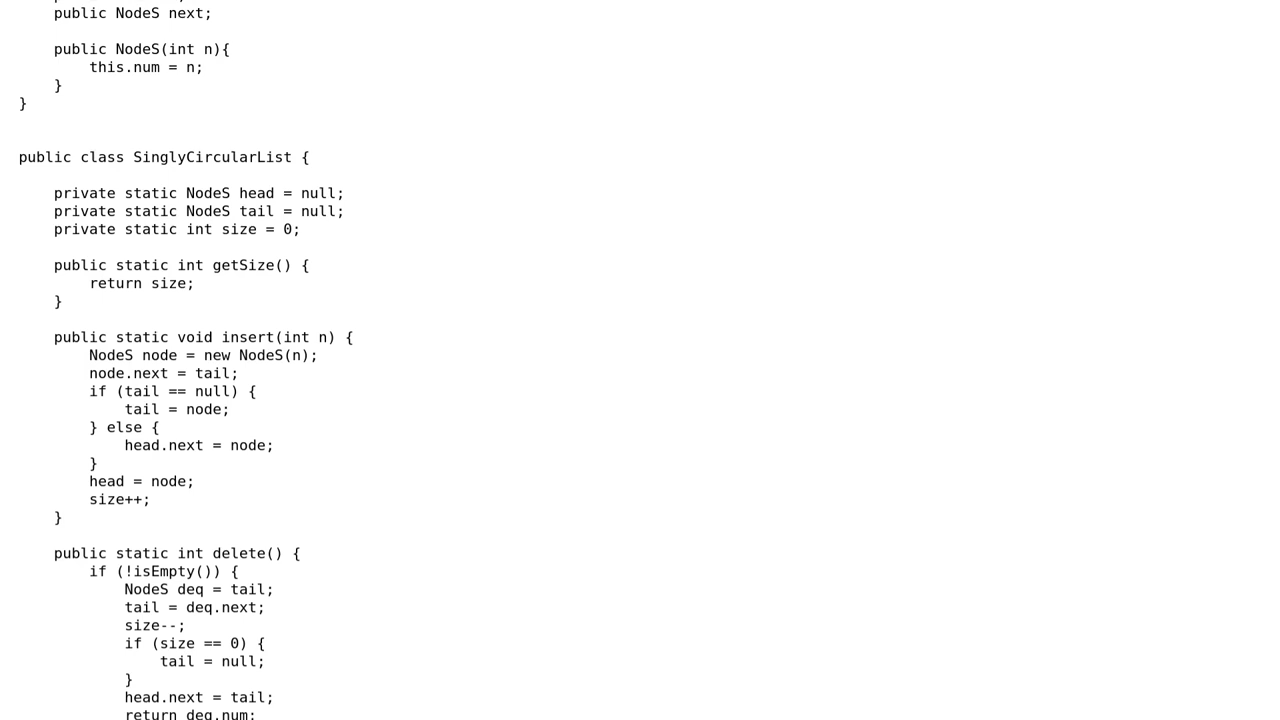 public NodeS next;
public NodeS(int n){
this.num = n;
}
}
public class SinglyCircularList {
private static NodeS head = null;
private static NodeS tail = null;
private static int size = 0;
public static int getSize() {
return size;
}
public static void insert(int n) {
NodeS node = new NodeS(n);
node.next = tail;
if (tail == null) {
tail = node;
} else {
head.next = node;
}
head = node;
size++;
}
public static int delete() {
if (!isEmpty()) {
NodeS deq = tail;
tail = deq.next;
size--;
if (size == 0) {
tail = null;
}
head.next = tail;
return deq.num;